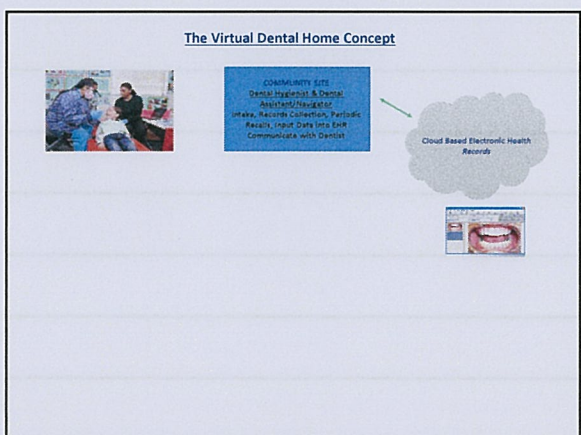 The Virtual Dental Home Concept
COMMUNITY SITE
Dental Hygienist & Dental
Assistant/Navigator
Intake, Records Collection, Periodic
Recalls, Input Data into EHR
Communicate with Dentist
Cloud Based Electronic Health
Records